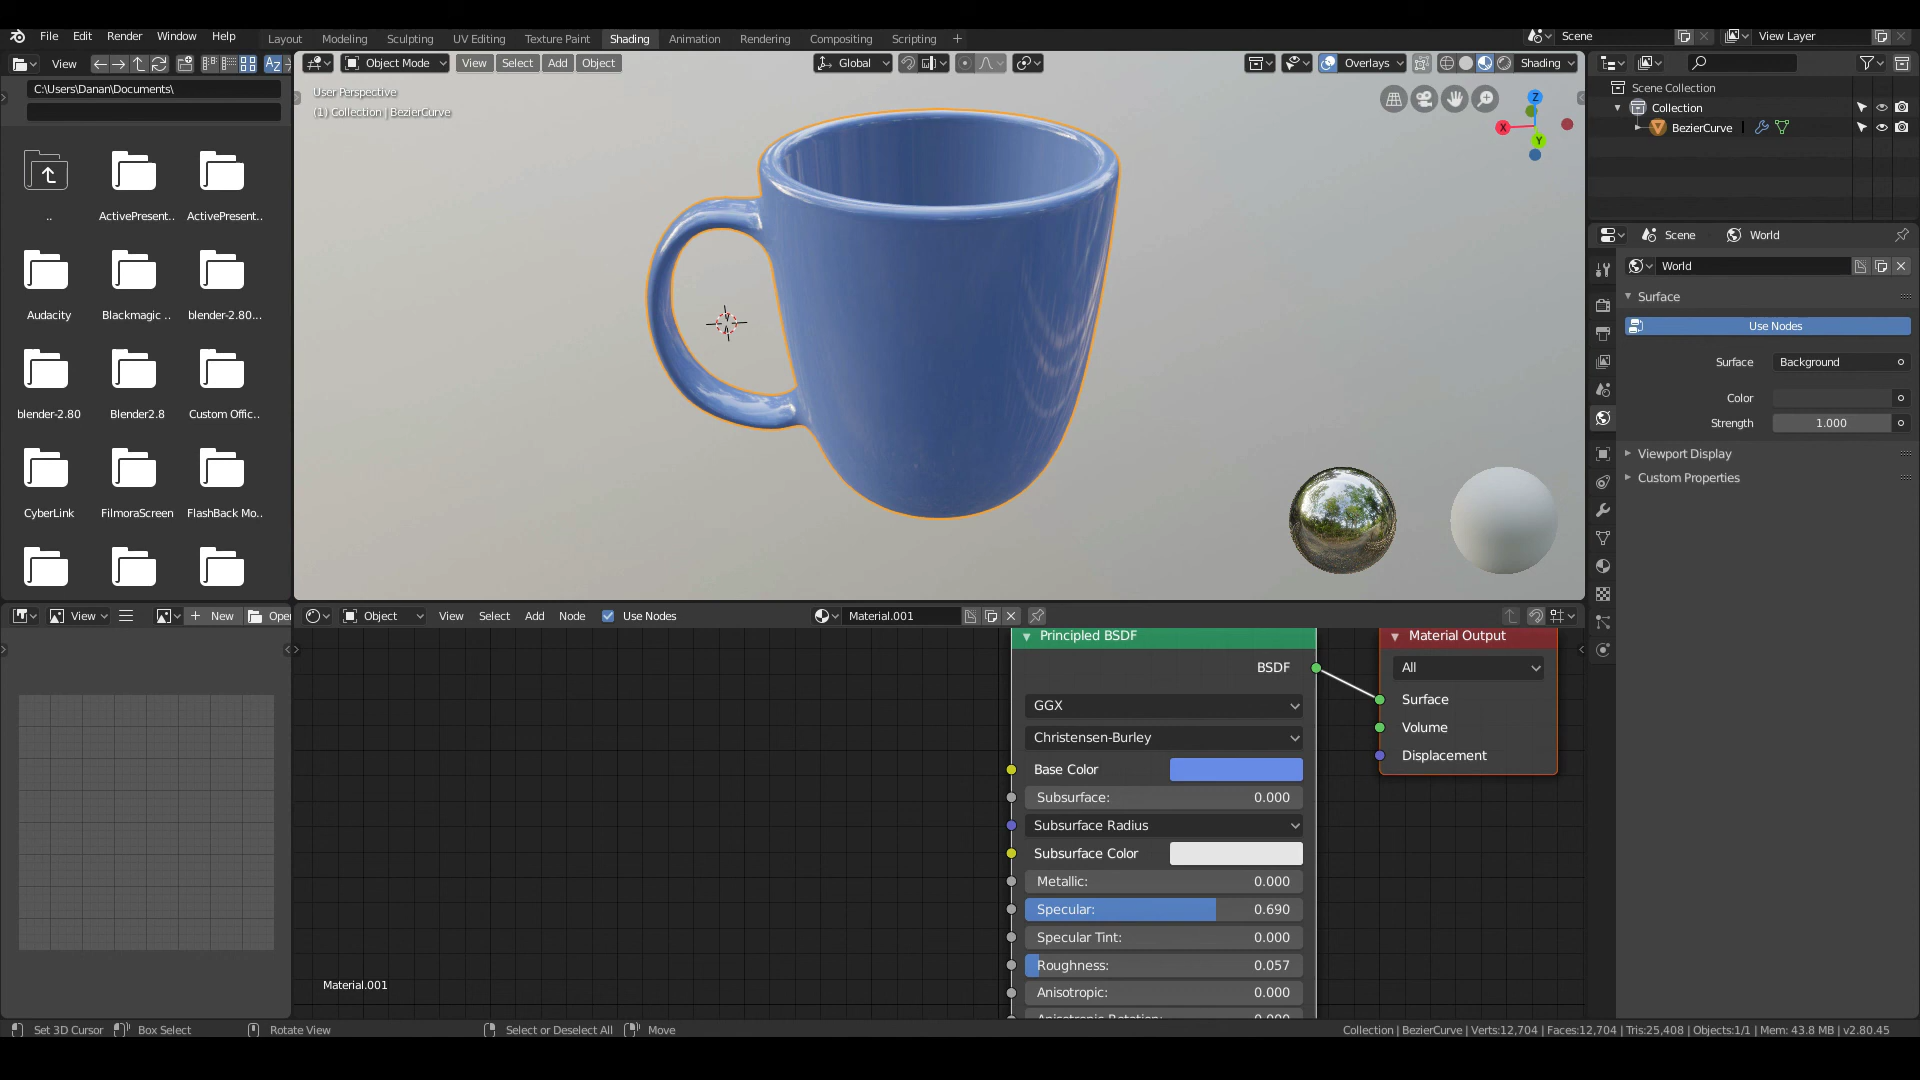 File Edit Render Window Help Layout Modeling Sculpting UV Editing Texture Paint Shading Animation Rendering Compositing Scripting + Scene View Layer
View
C:\Users\Danan\Documents\
..
ActivePresent..
ActivePresent..
Audacity
Blackmagic ..
blender-2.80...
blender-2.80
Blender2.8
Custom Offic..
CyberLink
FilmoraScreen
FlashBack Mo..
Object Mode View Select Add Object Global Overlays Shading
User Perspective
(1) Collection | BezierCurve
Z
X
Y
Scene Collection
Collection
BezierCurve
Scene World
World
Surface
Use Nodes
Surface Background
Color
Strength 1.000
Viewport Display
Custom Properties
View New Open
Object View Select Add Node Use Nodes Material.001
Principled BSDF
BSDF
GGX
Christensen-Burley
Base Color
Subsurface: 0.000
Subsurface Radius
Subsurface Color
Metallic: 0.000
Specular: 0.690
Specular Tint: 0.000
Roughness: 0.057
Anisotropic: 0.000
Material Output
All
Surface
Volume
Displacement
Material.001
Set 3D Cursor Box Select Rotate View Select or Deselect All Move Collection | BezierCurve | Verts:12,704 | Faces:12,704 | Tris:25,408 | Objects:1/1 | Mem: 43.8 MB | v2.80.45